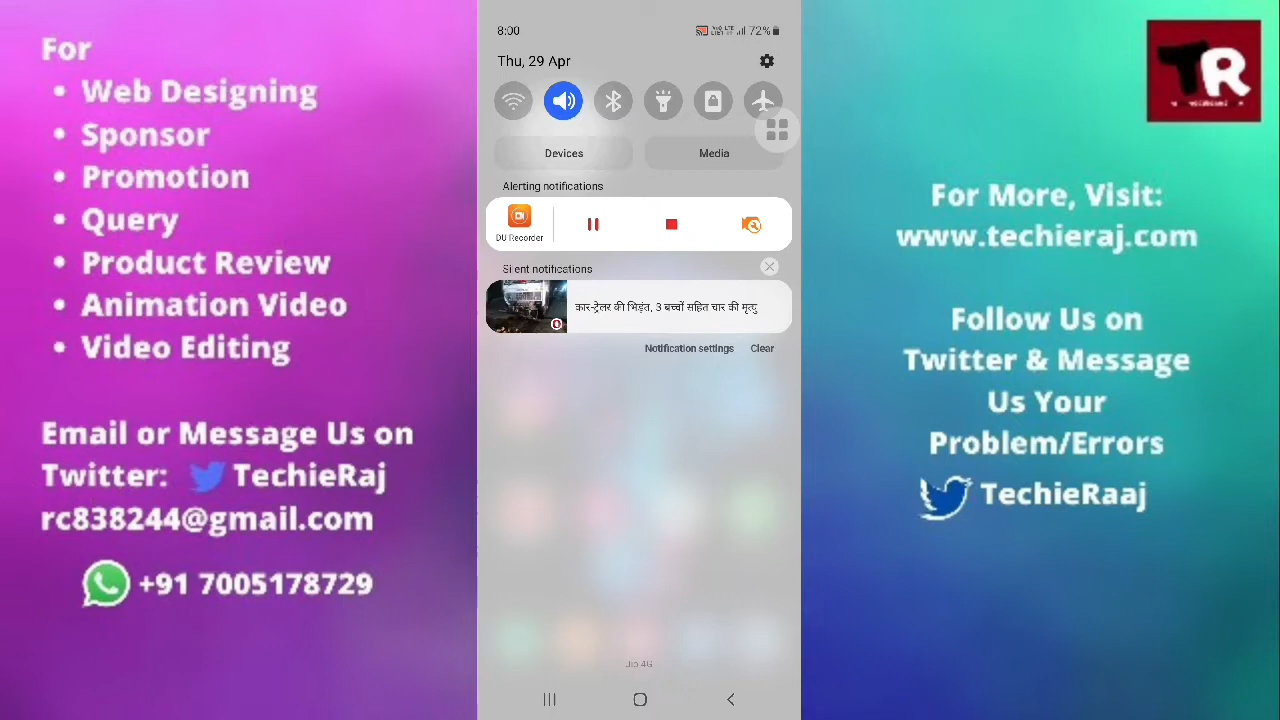 For
• Web Designing
• Sponsor
• Promotion
• Query
• Product Review
• Animation Video
• Video Editing
Email or Message Us on
Twitter: TechieRaj
rc838244@gmail.com
+91 7005178729
8:00
72%
Thu, 29 Apr
Devices
Media
Alerting notifications
DU Recorder
Silent notifications
कार-ट्रेलर की भिड़ंत, 3 बच्चों सहित चार की मृत्यु
Notification settings Clear
Jio 4G
TR
For More, Visit:
www.techieraj.com
Follow Us on
Twitter & Message
Us Your
Problem/Errors
TechieRaaj